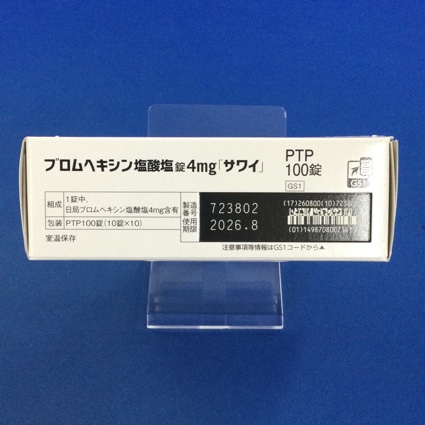 ブロムヘキシン塩酸塩錠4mg「サワイ」
PTP
100錠
GS1
GS1
組成
1錠中、
日局ブロムヘキシン塩酸塩4mg含有
包装
PTP100錠(10錠×10)
室温保存
製造番号
723802
使用期限
2026.8
(17)260800(10)7238
注意事項等情報はGS1コードから▲